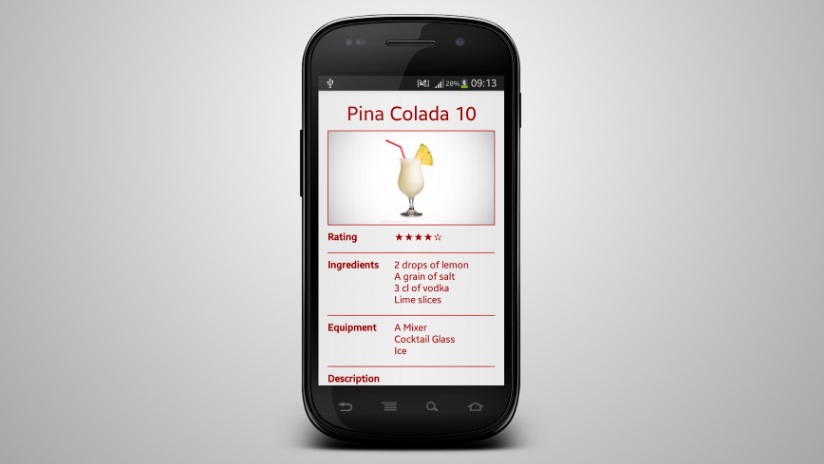 28% 09:13
Pina Colada 10
Rating ★★★★☆
Ingredients 2 drops of lemon
A grain of salt
3 cl of vodka
Lime slices
Equipment A Mixer
Cocktail Glass
Ice
Description